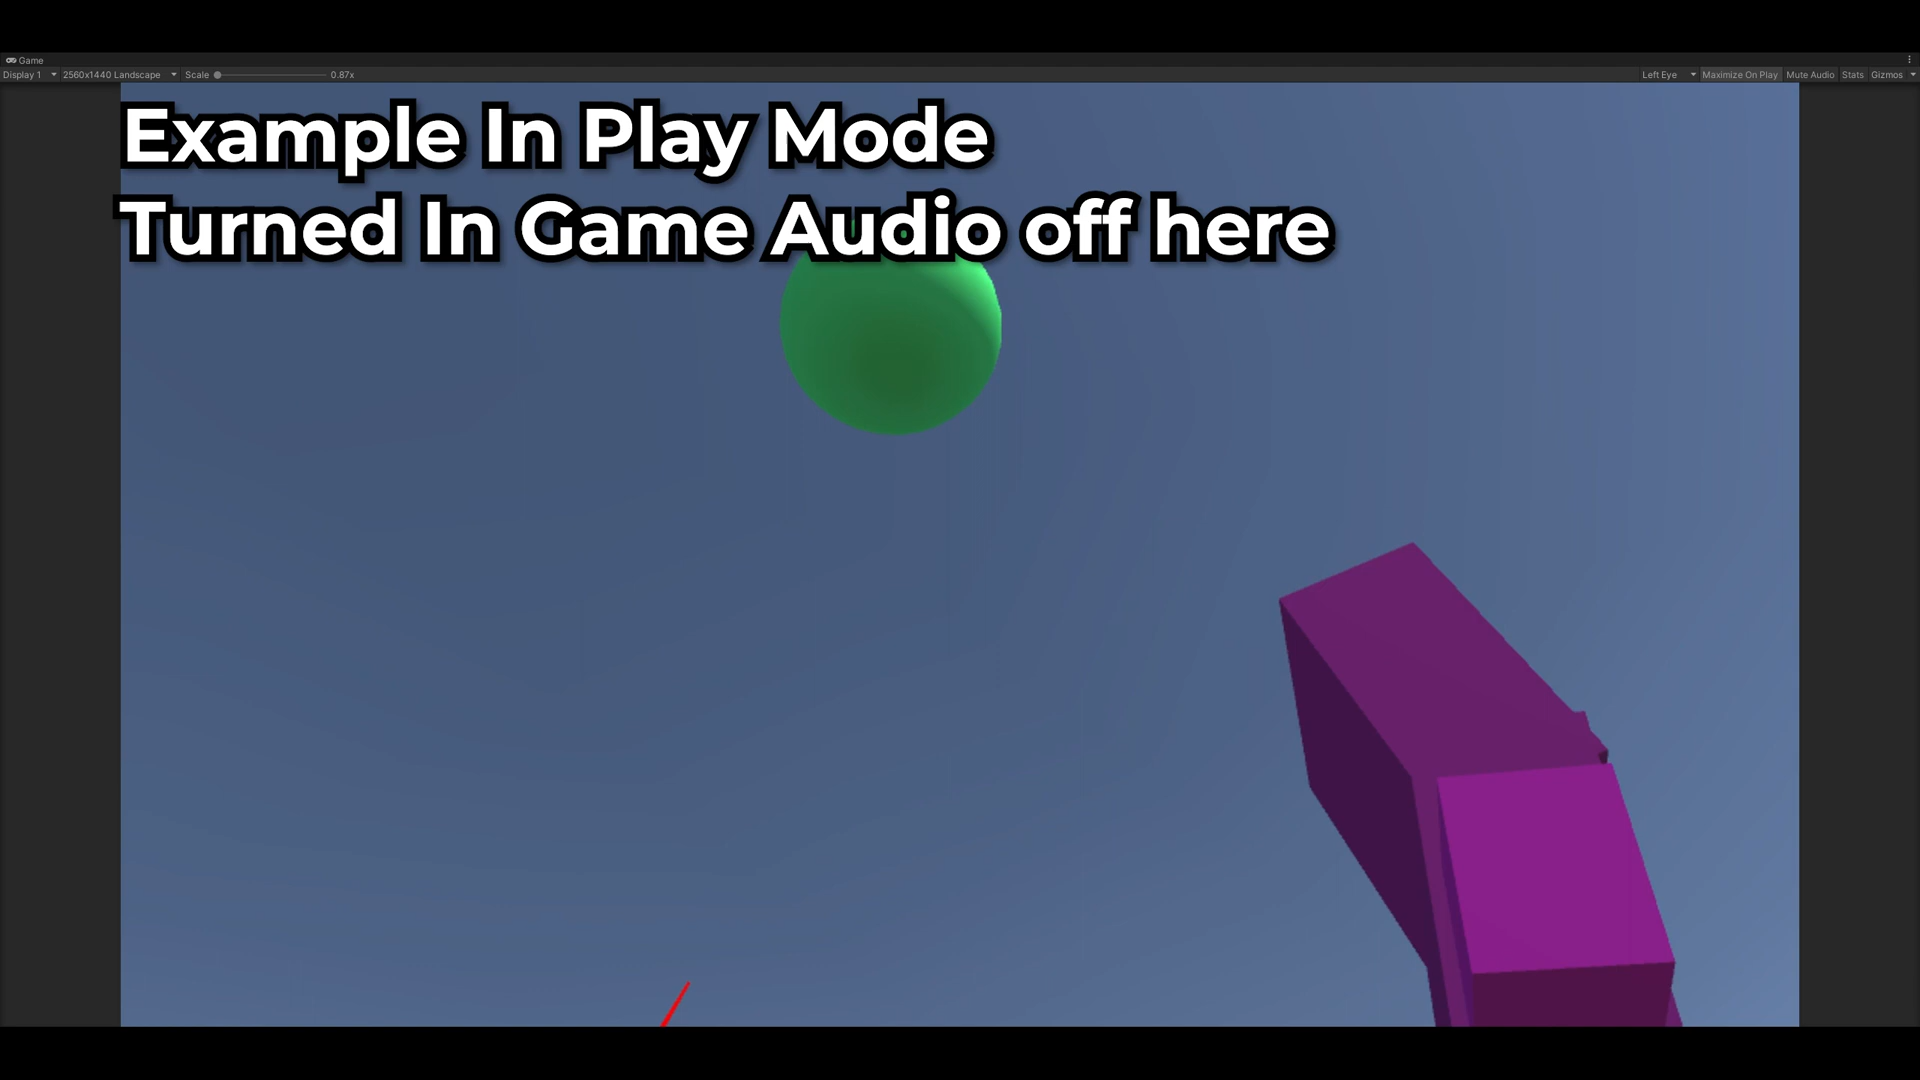 Game
Display 1 2560x1440 Landscape Scale 0.87x Left Eye Maximize On Play Mute Audio Stats Gizmos
Example In Play Mode
Turned In Game Audio off here